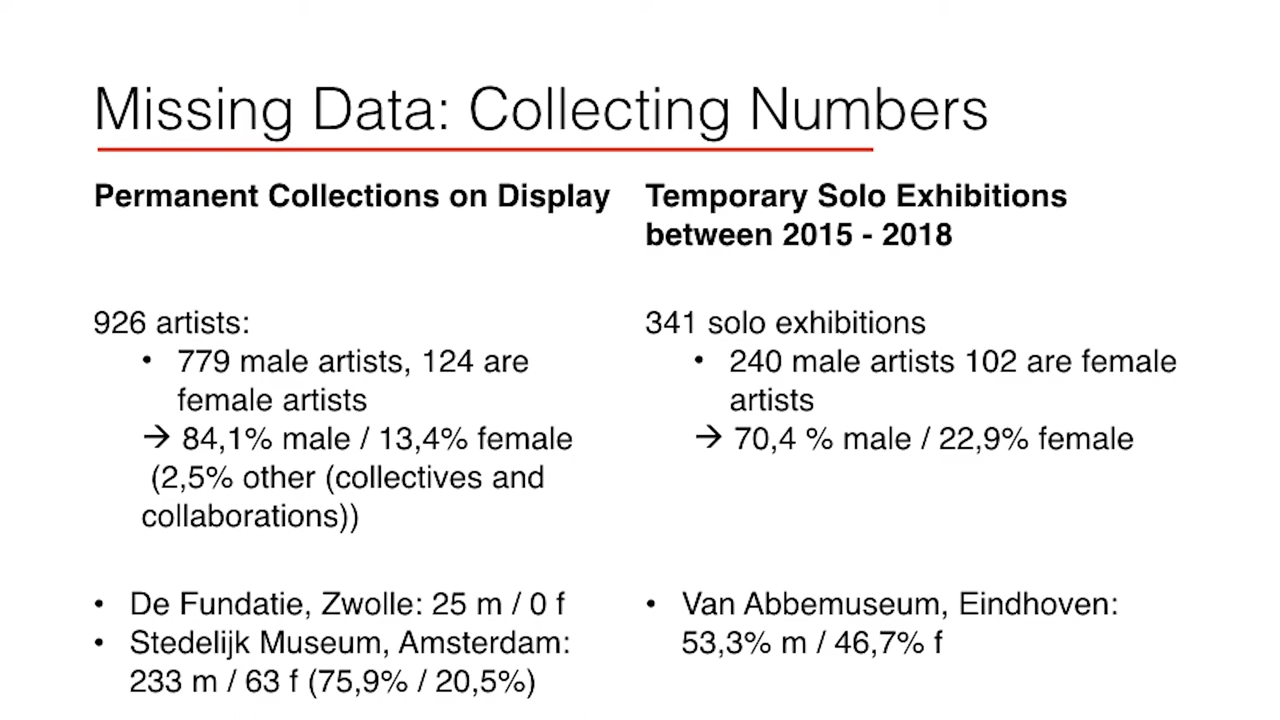 Missing Data: Collecting Numbers
Permanent Collections on Display
926 artists:
• 779 male artists, 124 are
female artists
→ 84,1% male / 13,4% female
(2,5% other (collectives and
collaborations))
• De Fundatie, Zwolle: 25 m / 0 f
• Stedelijk Museum, Amsterdam:
233 m / 63 f (75,9% / 20,5%)
Temporary Solo Exhibitions
between 2015 - 2018
341 solo exhibitions
• 240 male artists 102 are female
artists
→ 70,4 % male / 22,9% female
• Van Abbemuseum, Eindhoven:
53,3% m / 46,7% f